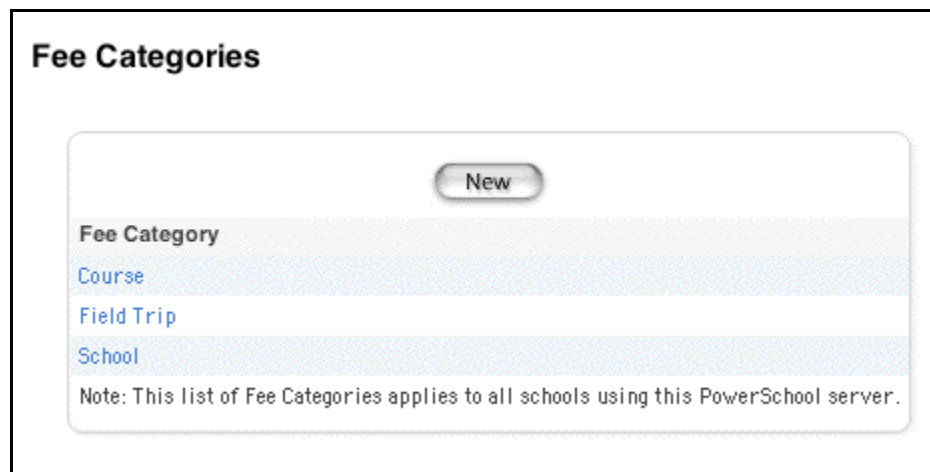 Fee Categories
New
Fee Category
Course
Field Trip
School
Note: This list of Fee Categories applies to all schools using this PowerSchool server.